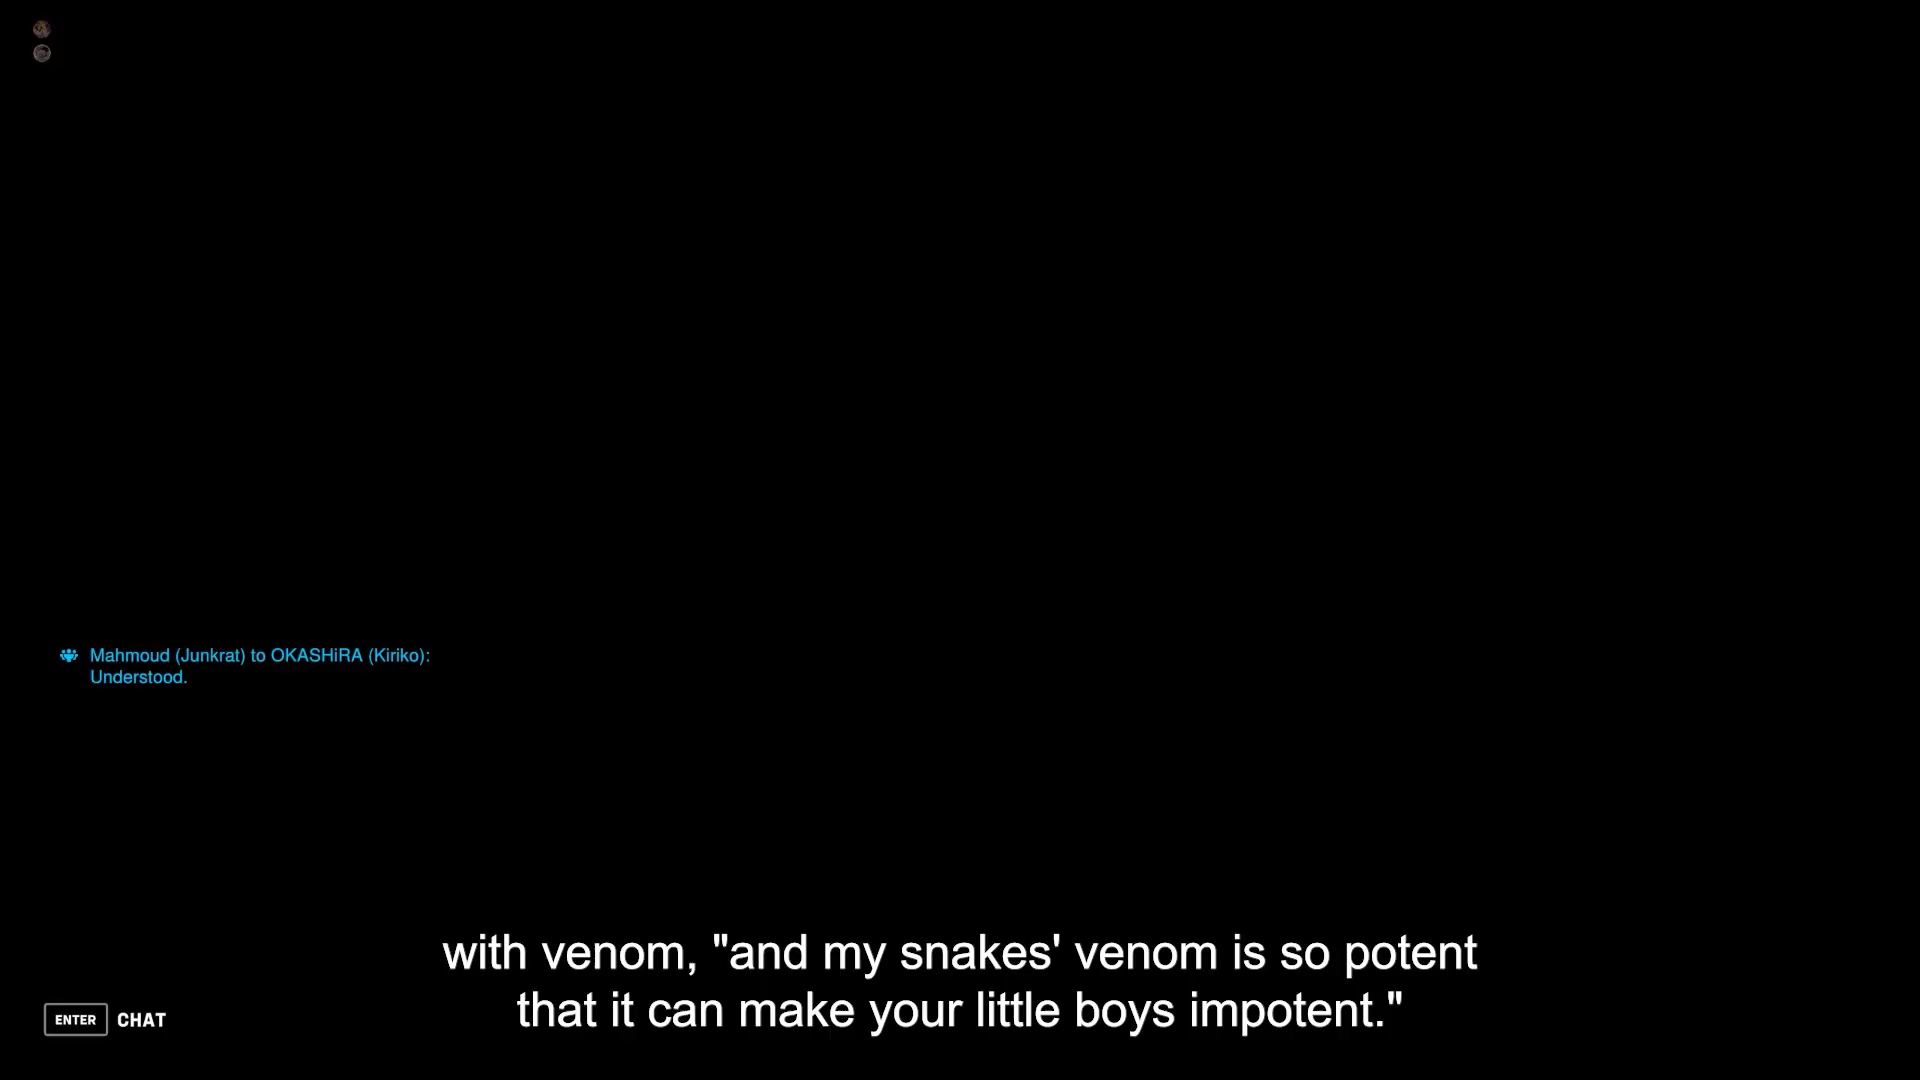 Mahmoud (Junkrat) to OKASHiRA (Kiriko):
Understood.
with venom, "and my snakes' venom is so potent
that it can make your little boys impotent."
ENTER CHAT